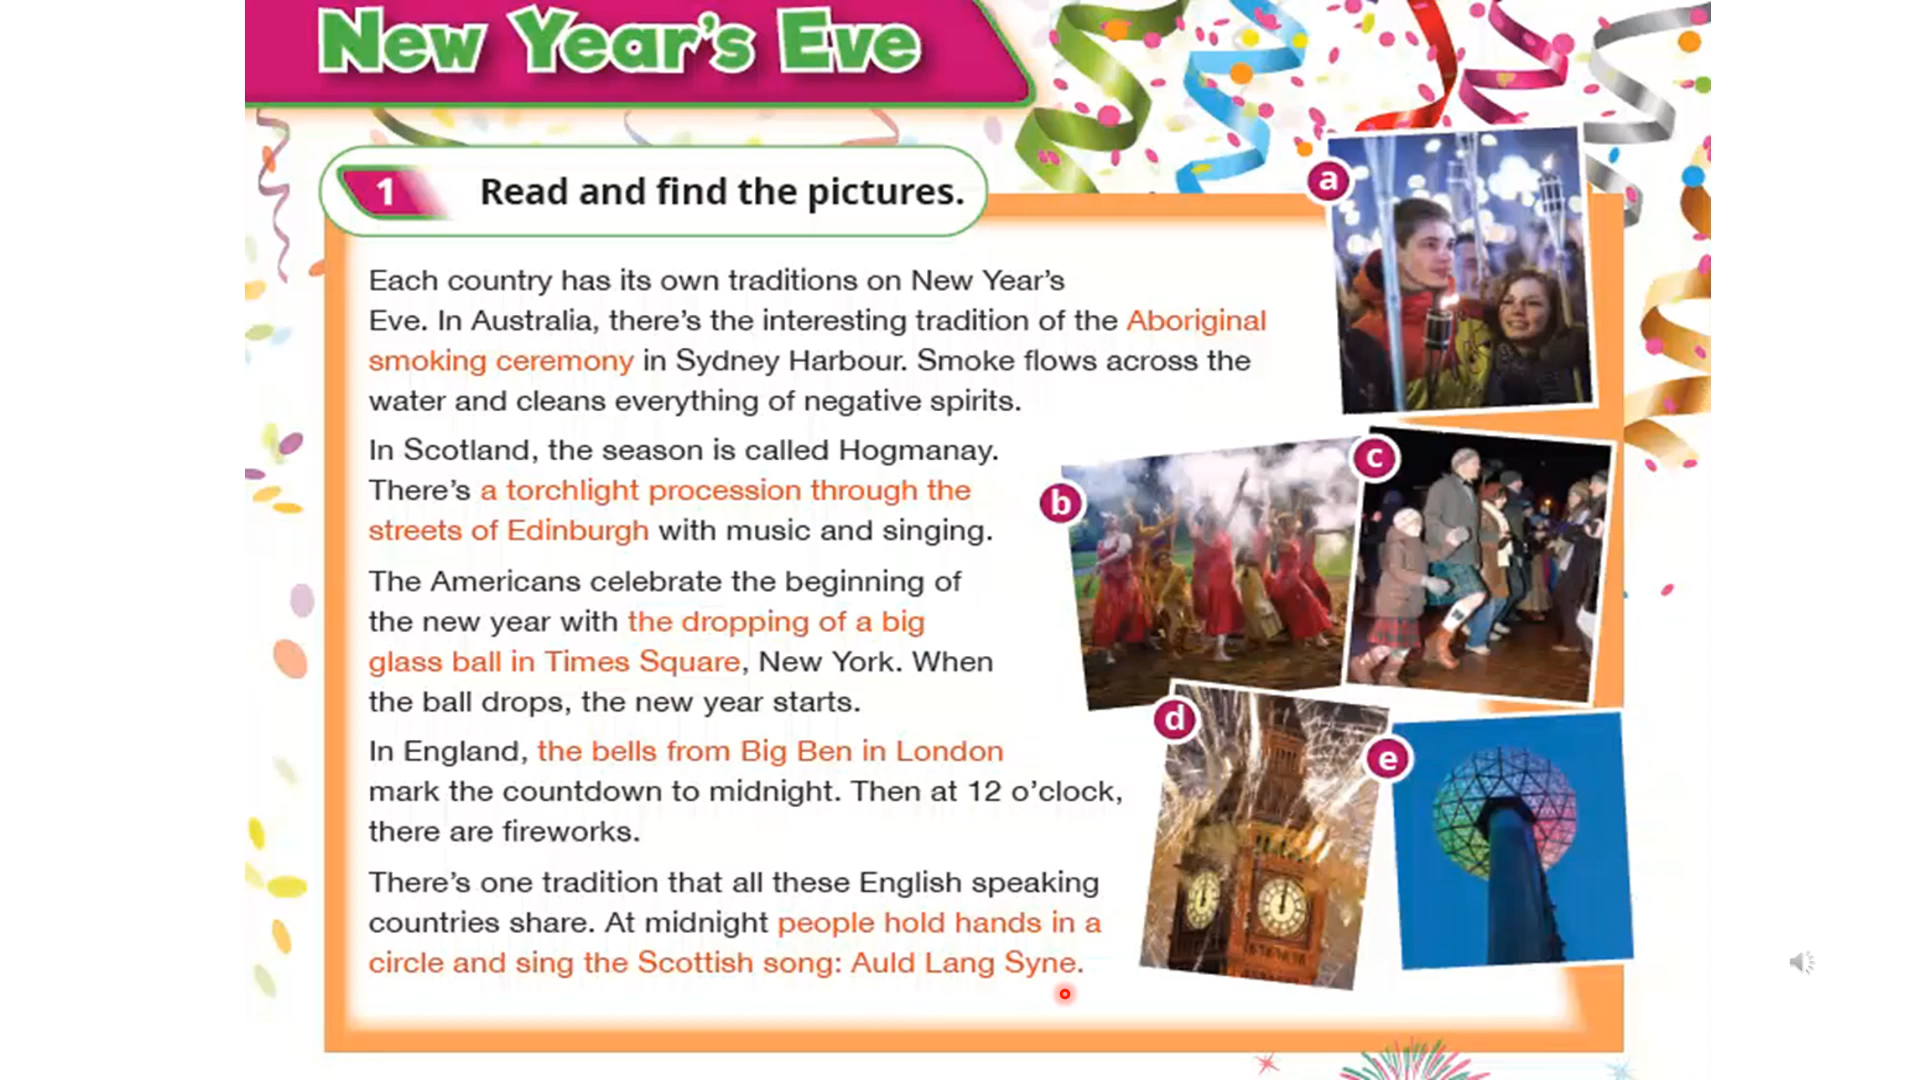 New Year's Eve
1 Read and find the pictures.
Each country has its own traditions on New Year's
Eve. In Australia, there's the interesting tradition of the Aboriginal
smoking ceremony in Sydney Harbour. Smoke flows across the
water and cleans everything of negative spirits.
In Scotland, the season is called Hogmanay.
There's a torchlight procession through the
streets of Edinburgh with music and singing.
The Americans celebrate the beginning of
the new year with the dropping of a big
glass ball in Times Square, New York. When
the ball drops, the new year starts.
In England, the bells from Big Ben in London
mark the countdown to midnight. Then at 12 o'clock,
there are fireworks.
There's one tradition that all these English speaking
countries share. At midnight people hold hands in a
circle and sing the Scottish song: Auld Lang Syne.
a
b
c
d
e